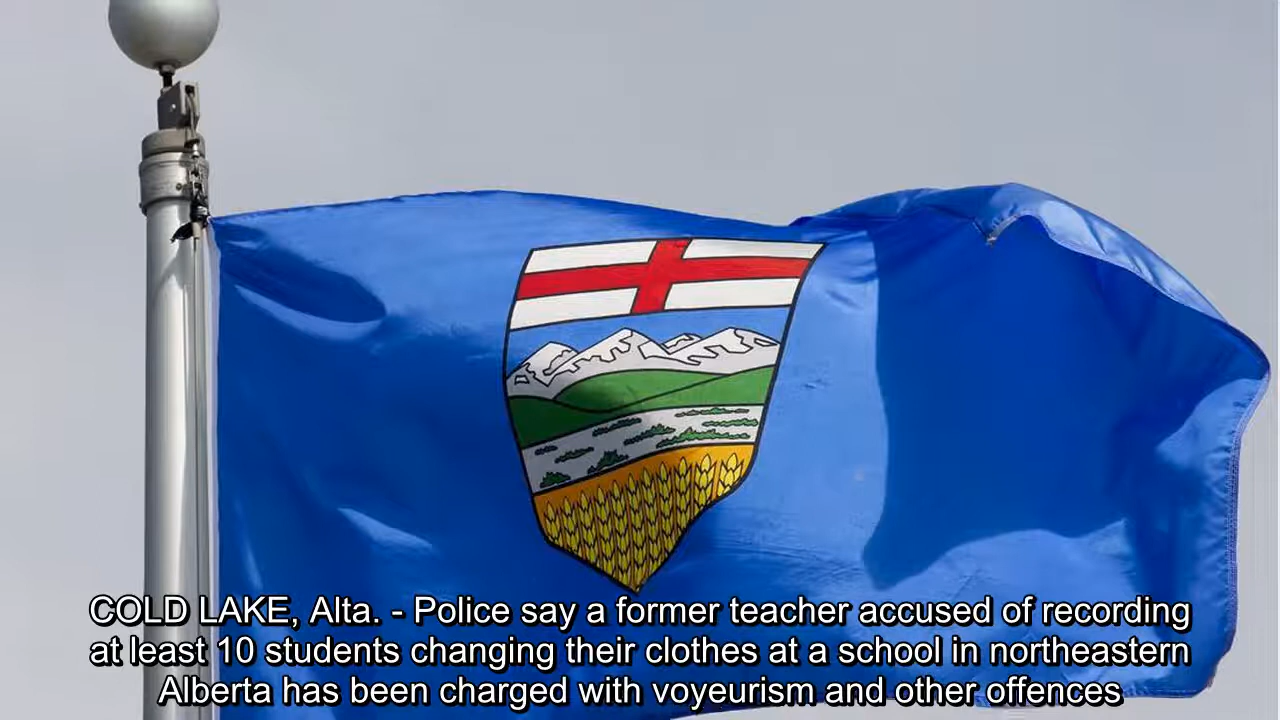 COLD LAKE, Alta. - Police say a former teacher accused of recording
at least 10 students changing their clothes at a school in northeastern
Alberta has been charged with voyeurism and other offences